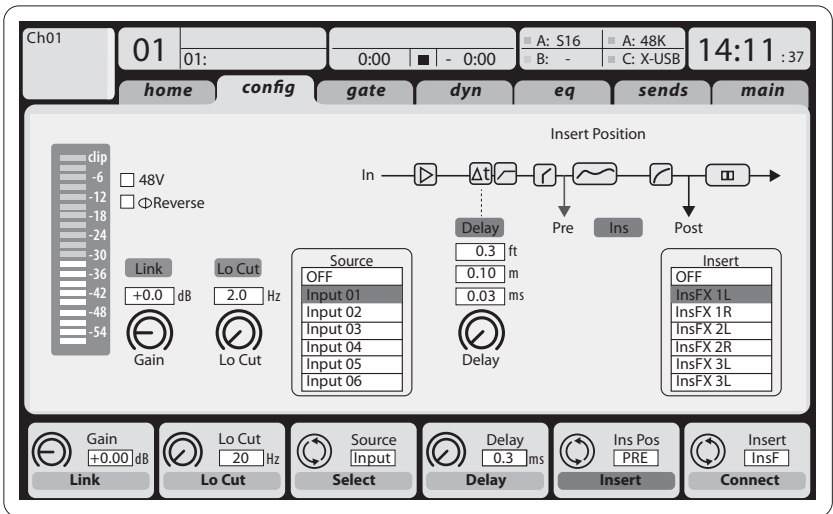 Ch01
01
01:
0:00
- 0:00
A: S16
B: -
A: 48K
C: X-USB
14:11 :37
home
config
gate
dyn
eq
sends
main
Insert Position
clip
-6
-12
-18
-24
-30
-36
-42
-48
-54
48V
ΦReverse
In
Δt
Pre
Ins
Post
Link
+0.0 dB
Gain
Lo Cut
2.0 Hz
Lo Cut
Source
OFF
Input 01
Input 02
Input 03
Input 04
Input 05
Input 06
Delay
0.3 ft
0.10 m
0.03 ms
Delay
Insert
OFF
InsFX 1L
InsFX 1R
InsFX 2L
InsFX 2R
InsFX 3L
InsFX 3L
Gain
+0.00 dB
Link
Lo Cut
20 Hz
Lo Cut
Source
Input
Select
Delay
0.3 ms
Delay
Ins Pos
PRE
Insert
Insert
InsF
Connect